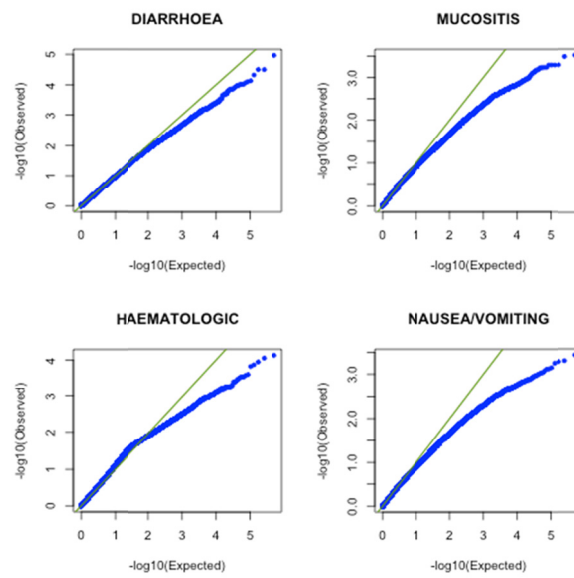 DIARRHOEA
-log10(Observed)
5
4
3
2
1
0
0 1 2 3 4 5
-log10(Expected)
MUCOSITIS
-log10(Observed)
3.0
2.0
1.0
0.0
0 1 2 3 4 5
-log10(Expected)
HAEMATOLOGIC
-log10(Observed)
4
3
2
1
0
0 1 2 3 4 5
-log10(Expected)
NAUSEA/VOMITING
-log10(Observed)
3.0
2.0
1.0
0.0
0 1 2 3 4 5
-log10(Expected)